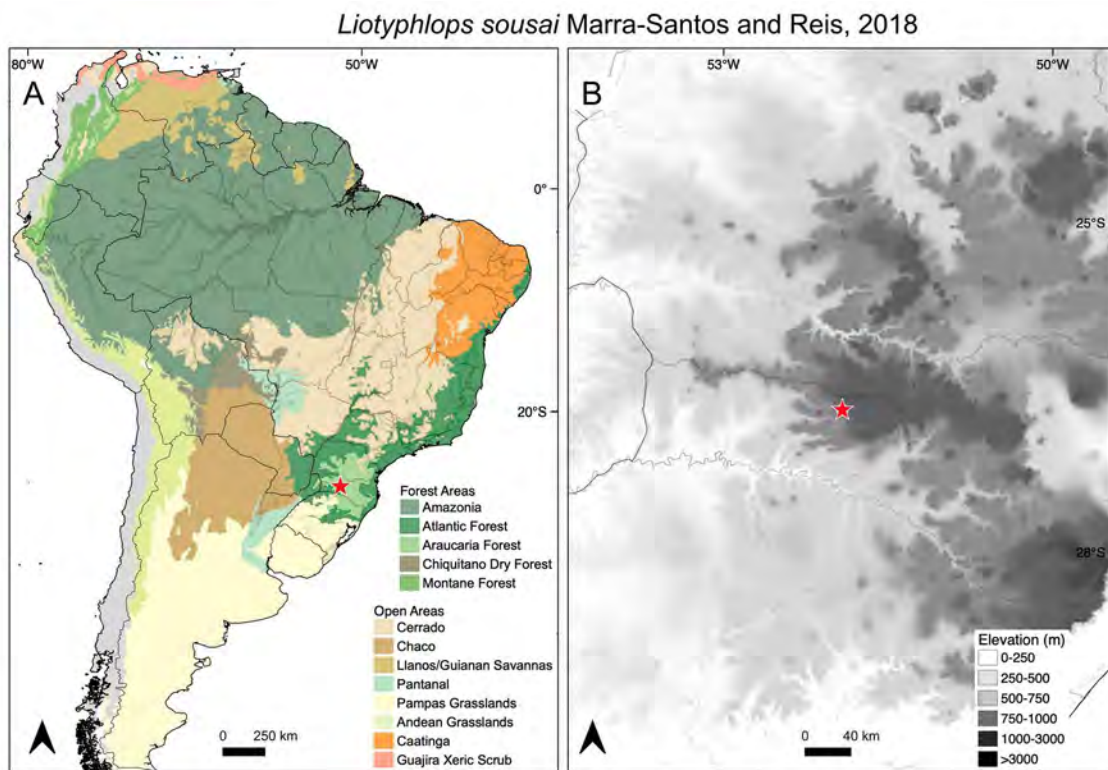 Liotyphlops sousai Marra-Santos and Reis, 2018
A
80°W
50°W
0°
20°S
Forest Areas
Amazonia
Atlantic Forest
Araucaria Forest
Chiquitano Dry Forest
Montane Forest
Open Areas
Cerrado
Chaco
Llanos/Guianan Savannas
Pantanal
Pampas Grasslands
Andean Grasslands
Caatinga
Guajira Xeric Scrub
0 250 km
B
53°W
50°W
25°S
28°S
Elevation (m)
0-250
250-500
500-750
750-1000
1000-3000
>3000
0 40 km